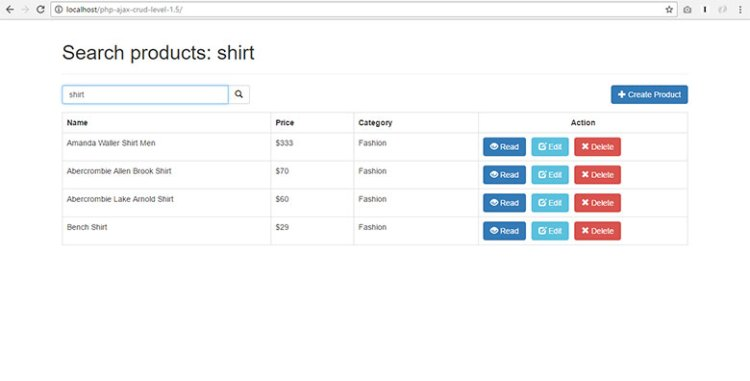 localhost/php-ajax-crud-level-1.5/
Search products: shirt
shirt
Create Product
Name Price Category Action
Amanda Waller Shirt Men $333 Fashion Read Edit Delete
Abercrombie Allen Brook Shirt $70 Fashion Read Edit Delete
Abercrombie Lake Arnold Shirt $60 Fashion Read Edit Delete
Bench Shirt $29 Fashion Read Edit Delete